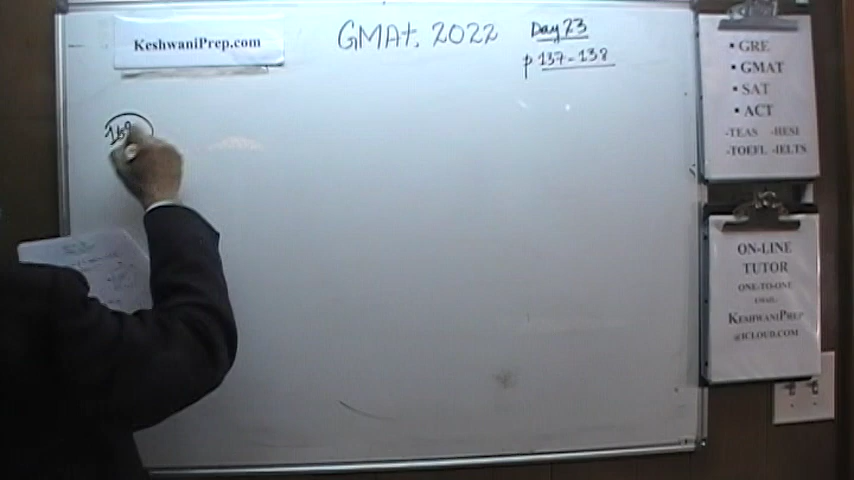 KeshwaniPrep.com
GMAt, 2022
Day 23
p 137-138
▪ GRE
▪ GMAT
▪ SAT
▪ ACT
-TEAS -HESI
-TOEFL -IELTS
ON-LINE
TUTOR
ONE-TO-ONE
EMAIL:
KESHWANIPREP
@ICLOUD.COM